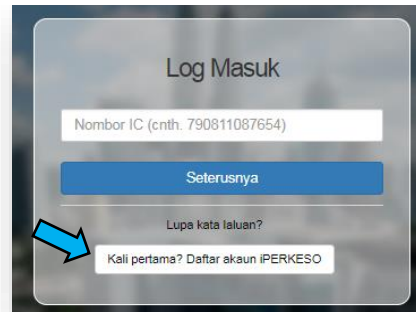 Log Masuk
Nombor IC (cnth. 790811087654)
Seterusnya
Lupa kata laluan?
Kali pertama? Daftar akaun iPERKESO